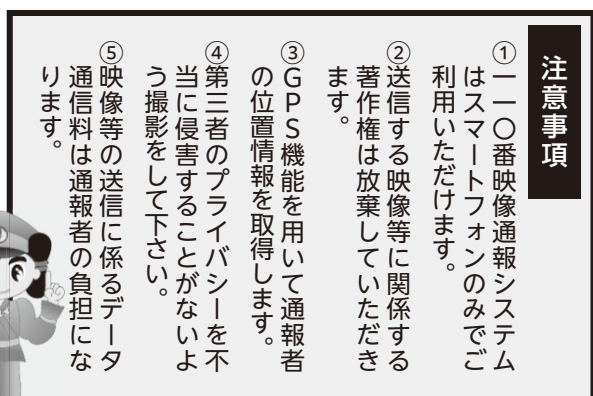 注意事項
①一一〇番映像通報システム
はスマートフォンのみでご
利用いただけます。
②送信する映像等に関係する
著作権は放棄していただき
ます。
③GPS機能を用いて通報者
の位置情報を取得します。
④第三者のプライバシーを不
当に侵害することがないよ
う撮影をして下さい。
⑤映像等の送信に係るデータ
通信料は通報者の負担にな
ります。